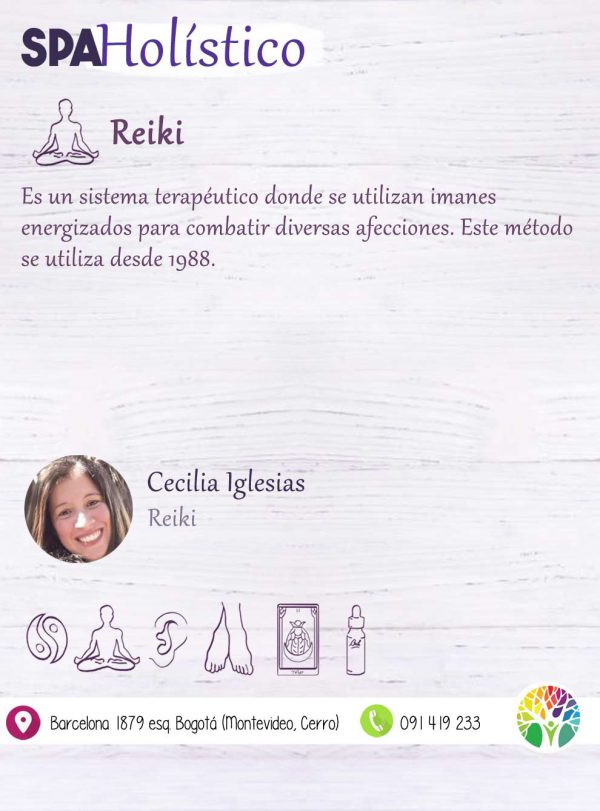 SPAHolístico
Reiki
Es un sistema terapéutico donde se utilizan imanes
energizados para combatir diversas afecciones. Este método
se utiliza desde 1988.
Cecilia Iglesias
Reiki
Barcelona 1879 esq. Bogotá (Montevideo, Cerro) 091 419 233